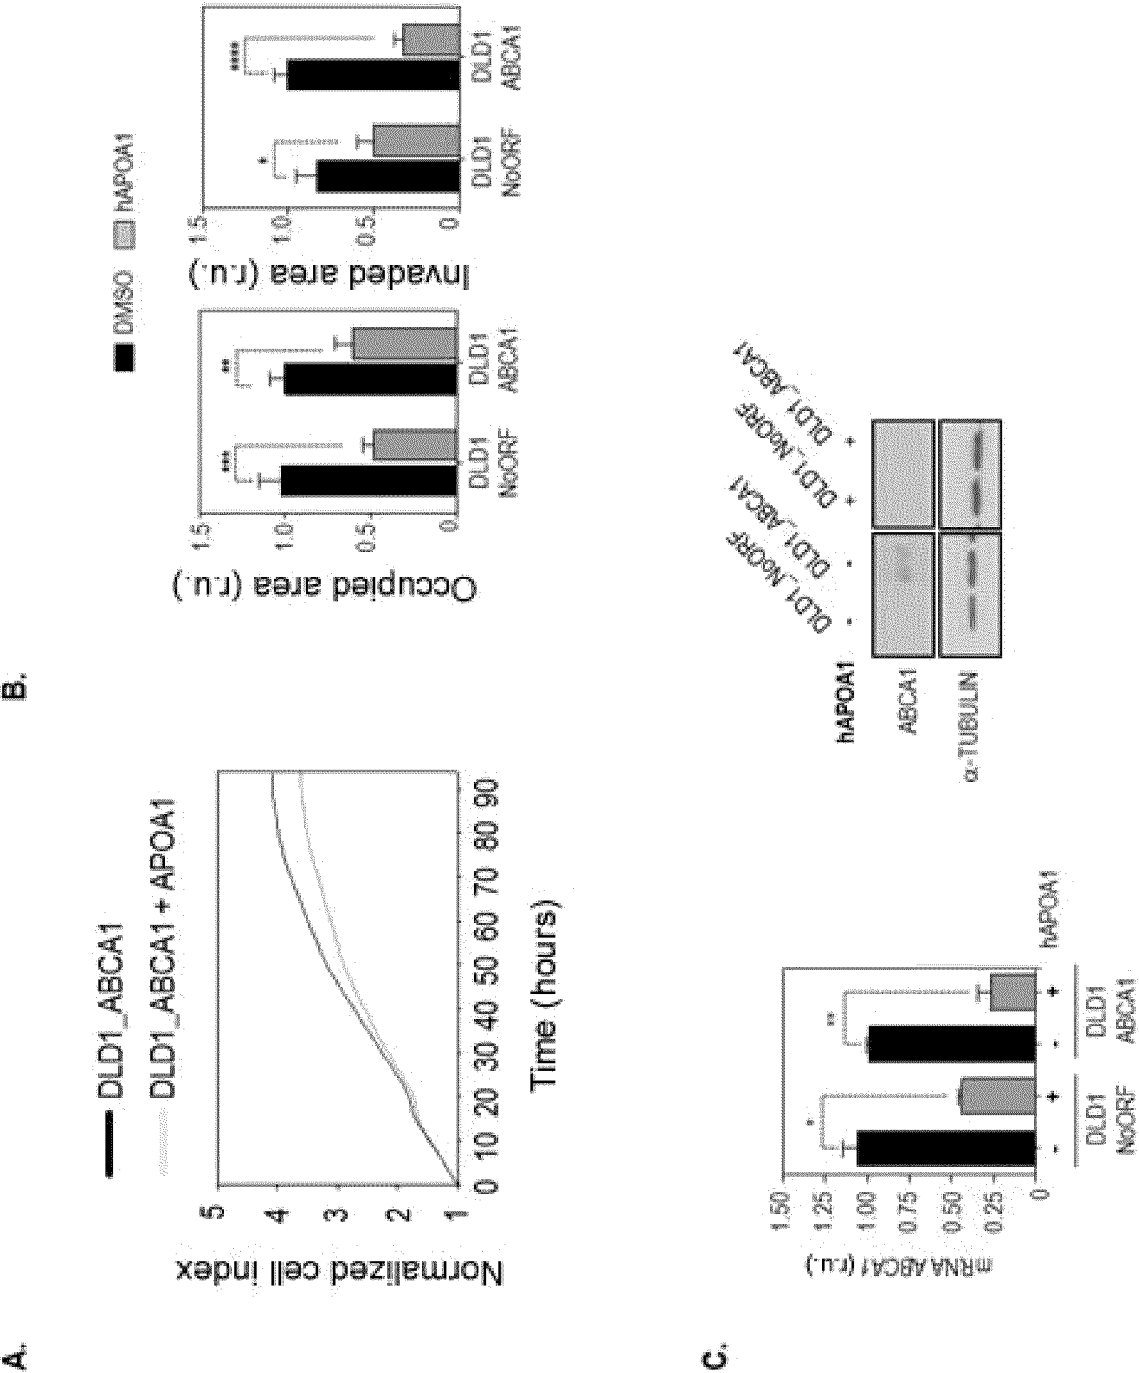 A.
DLD1_ABCA1
DLD1_ABCA1 + APOA1
Normalized cell index
5
4
3
2
1
0 10 20 30 40 50 60 70 80 90
Time (hours)
B.
DMSO hAPOA1
Occupied area (r.u.)
1.5
1.0
0.5
0
*** **
DLD1 DLD1
NoORF ABCA1
Invaded area (r.u.)
1.5
1.0
0.5
0
* ****
DLD1 DLD1
NoORF ABCA1
C.
mRNA ABCA1 (r.u.)
1.50
1.25
1.00
0.75
0.50
0.25
0
* **
- + - + hAPOA1
DLD1 DLD1
NoORF ABCA1
DLD1_NoORF
DLD1_ABCA1
DLD1_NoORF
DLD1_ABCA1
hAPOA1 - - + +
ABCA1
α-TUBULIN